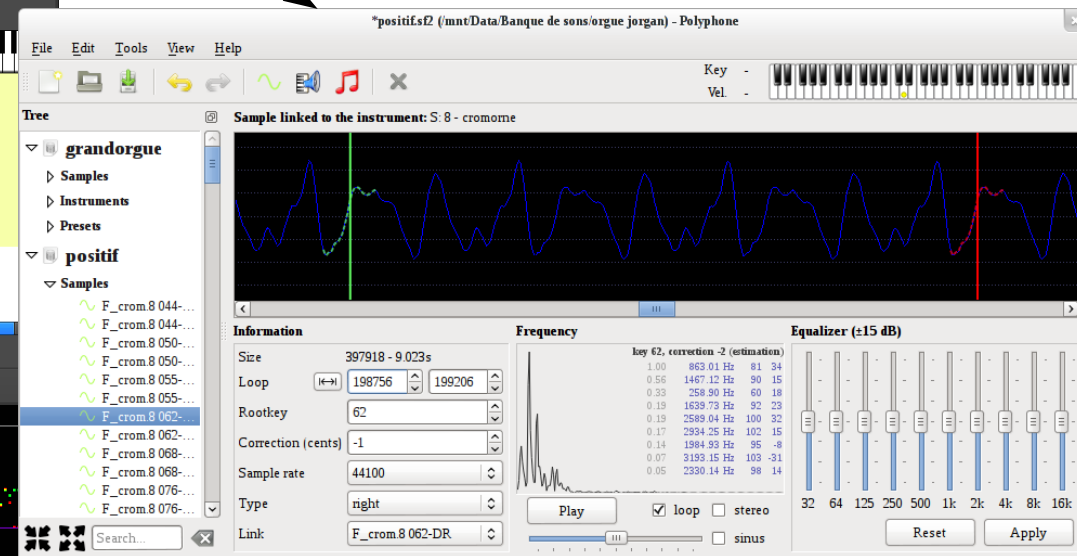 *positif.sf2 (/mnt/Data/Banque de sons/orgue jorgan) - Polyphone
File Edit Tools View Help
Key -
Vel. -
Tree
Sample linked to the instrument: S: 8 - cromorne
grandorgue
Samples
Instruments
Presets
positif
Samples
F_crom.8 044-...
F_crom.8 044-...
F_crom.8 050-...
F_crom.8 050-...
F_crom.8 055-...
F_crom.8 055-...
F_crom.8 062-...
F_crom.8 062-...
F_crom.8 068-...
F_crom.8 068-...
F_crom.8 076-...
F_crom.8 076-...
Search...
Information
Size 397918 - 9.023s
Loop 198756 199206
Rootkey 62
Correction (cents) -1
Sample rate 44100
Type right
Link F_crom.8 062-DR
Frequency
key 62, correction -2 (estimation)
1.00 863.01 Hz 81 34
0.56 1467.12 Hz 90 15
0.33 258.90 Hz 60 18
0.19 1639.73 Hz 92 23
0.19 2589.04 Hz 100 32
0.17 2934.25 Hz 102 15
0.14 1984.93 Hz 95 -8
0.07 3193.15 Hz 103 -31
0.05 2330.14 Hz 98 14
Play loop stereo
sinus
Equalizer (±15 dB)
32 64 125 250 500 1k 2k 4k 8k 16k
Reset Apply